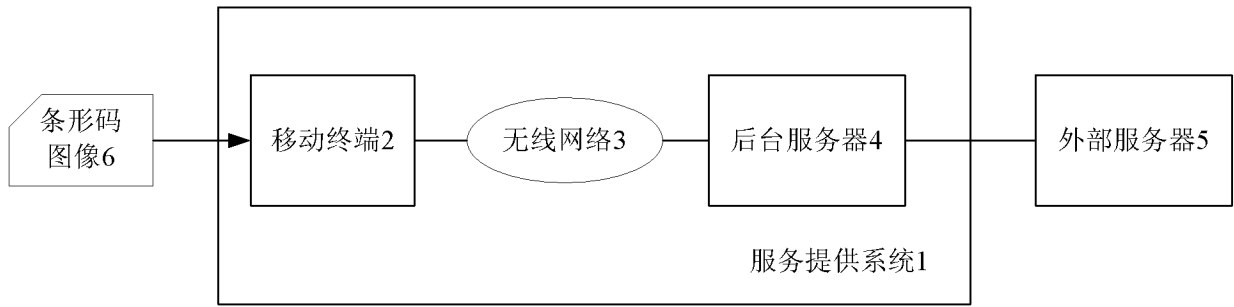 条形码
图像6
移动终端2
无线网络3
后台服务器4
外部服务器5
服务提供系统1